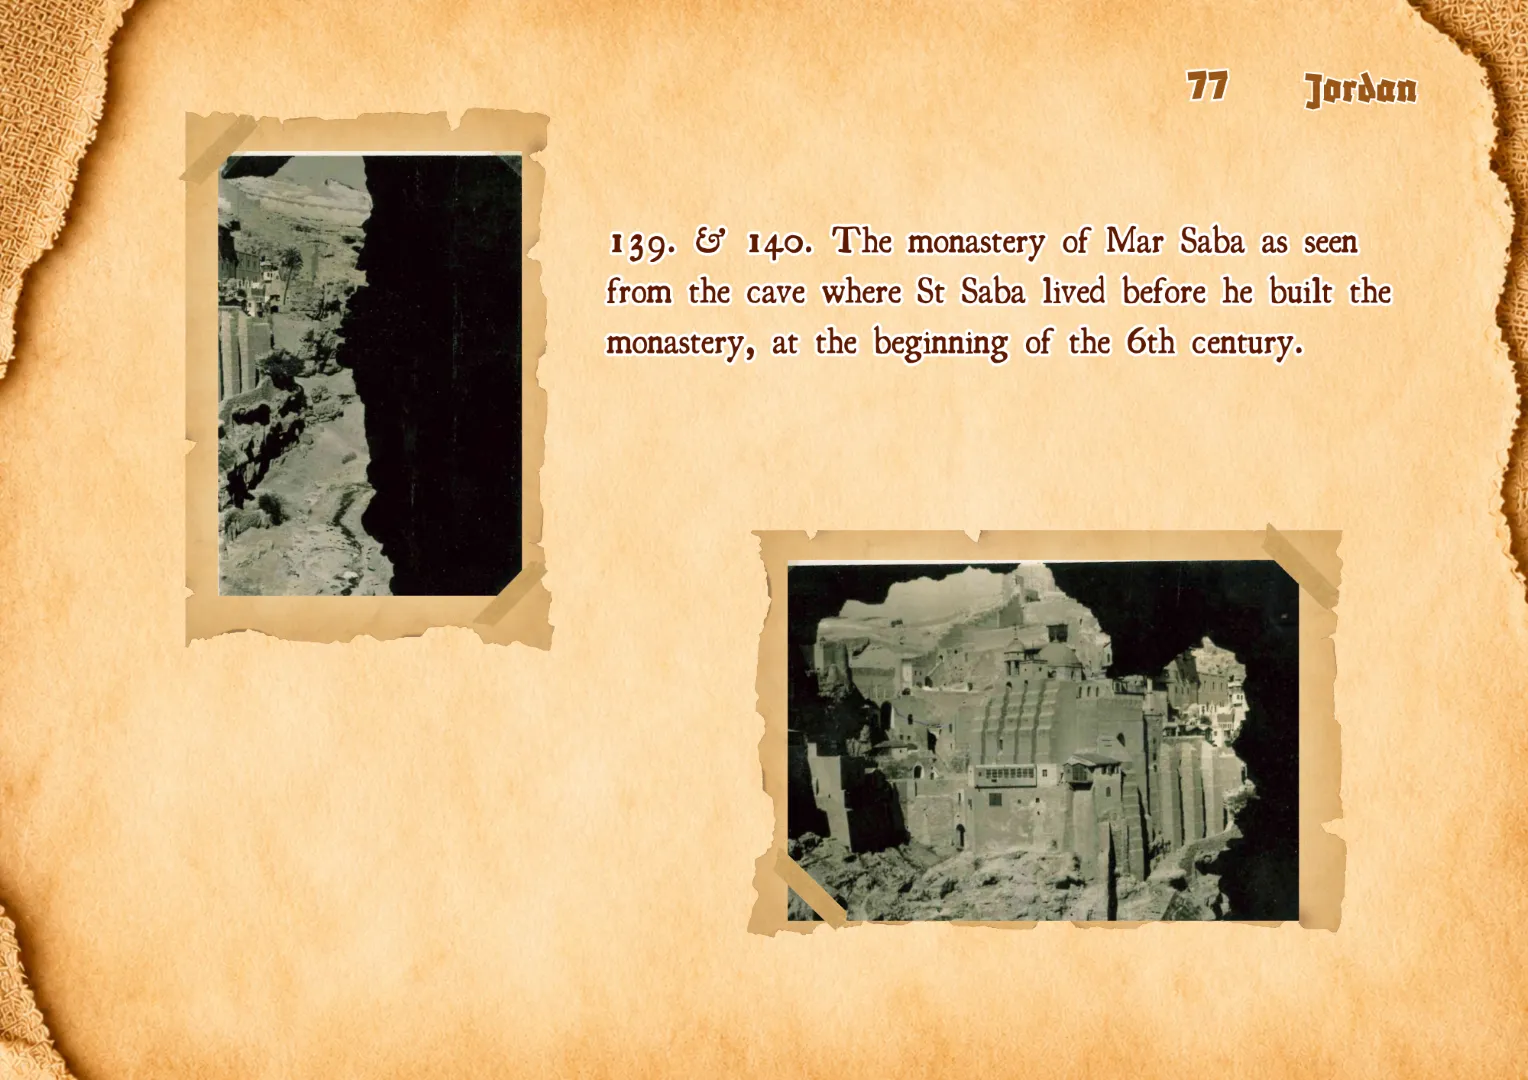 77 Jordan
139. & 140. The monastery of Mar Saba as seen
from the cave where St Saba lived before he built the
monastery, at the beginning of the 6th century.